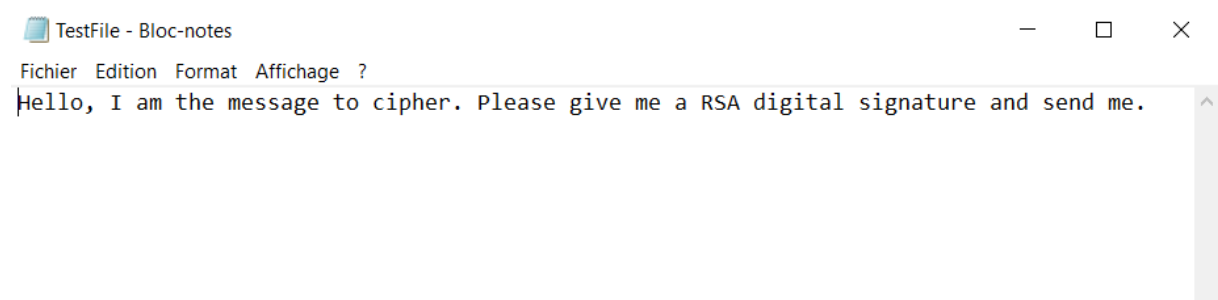 TestFile - Bloc-notes
Fichier Edition Format Affichage ?
Hello, I am the message to cipher. Please give me a RSA digital signature and send me.